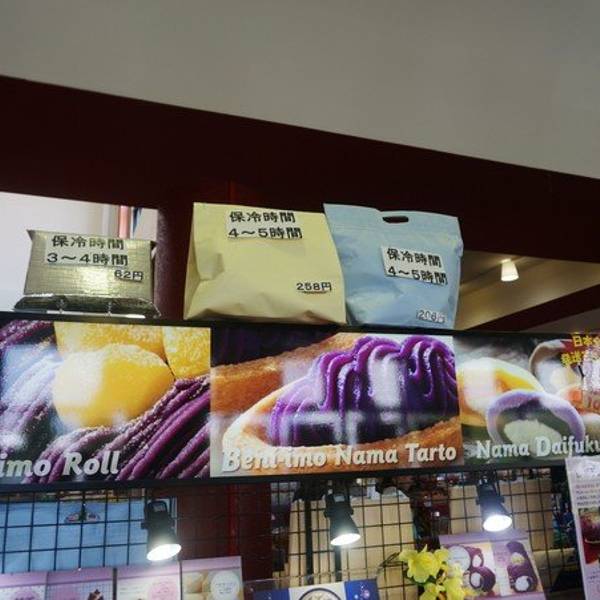 保冷時間
3～4時間
62円
保冷時間
4～5時間
258円
保冷時間
4～5時間
imo Roll
Beni-imo Nama Tarto
Nama Daifuku
日本